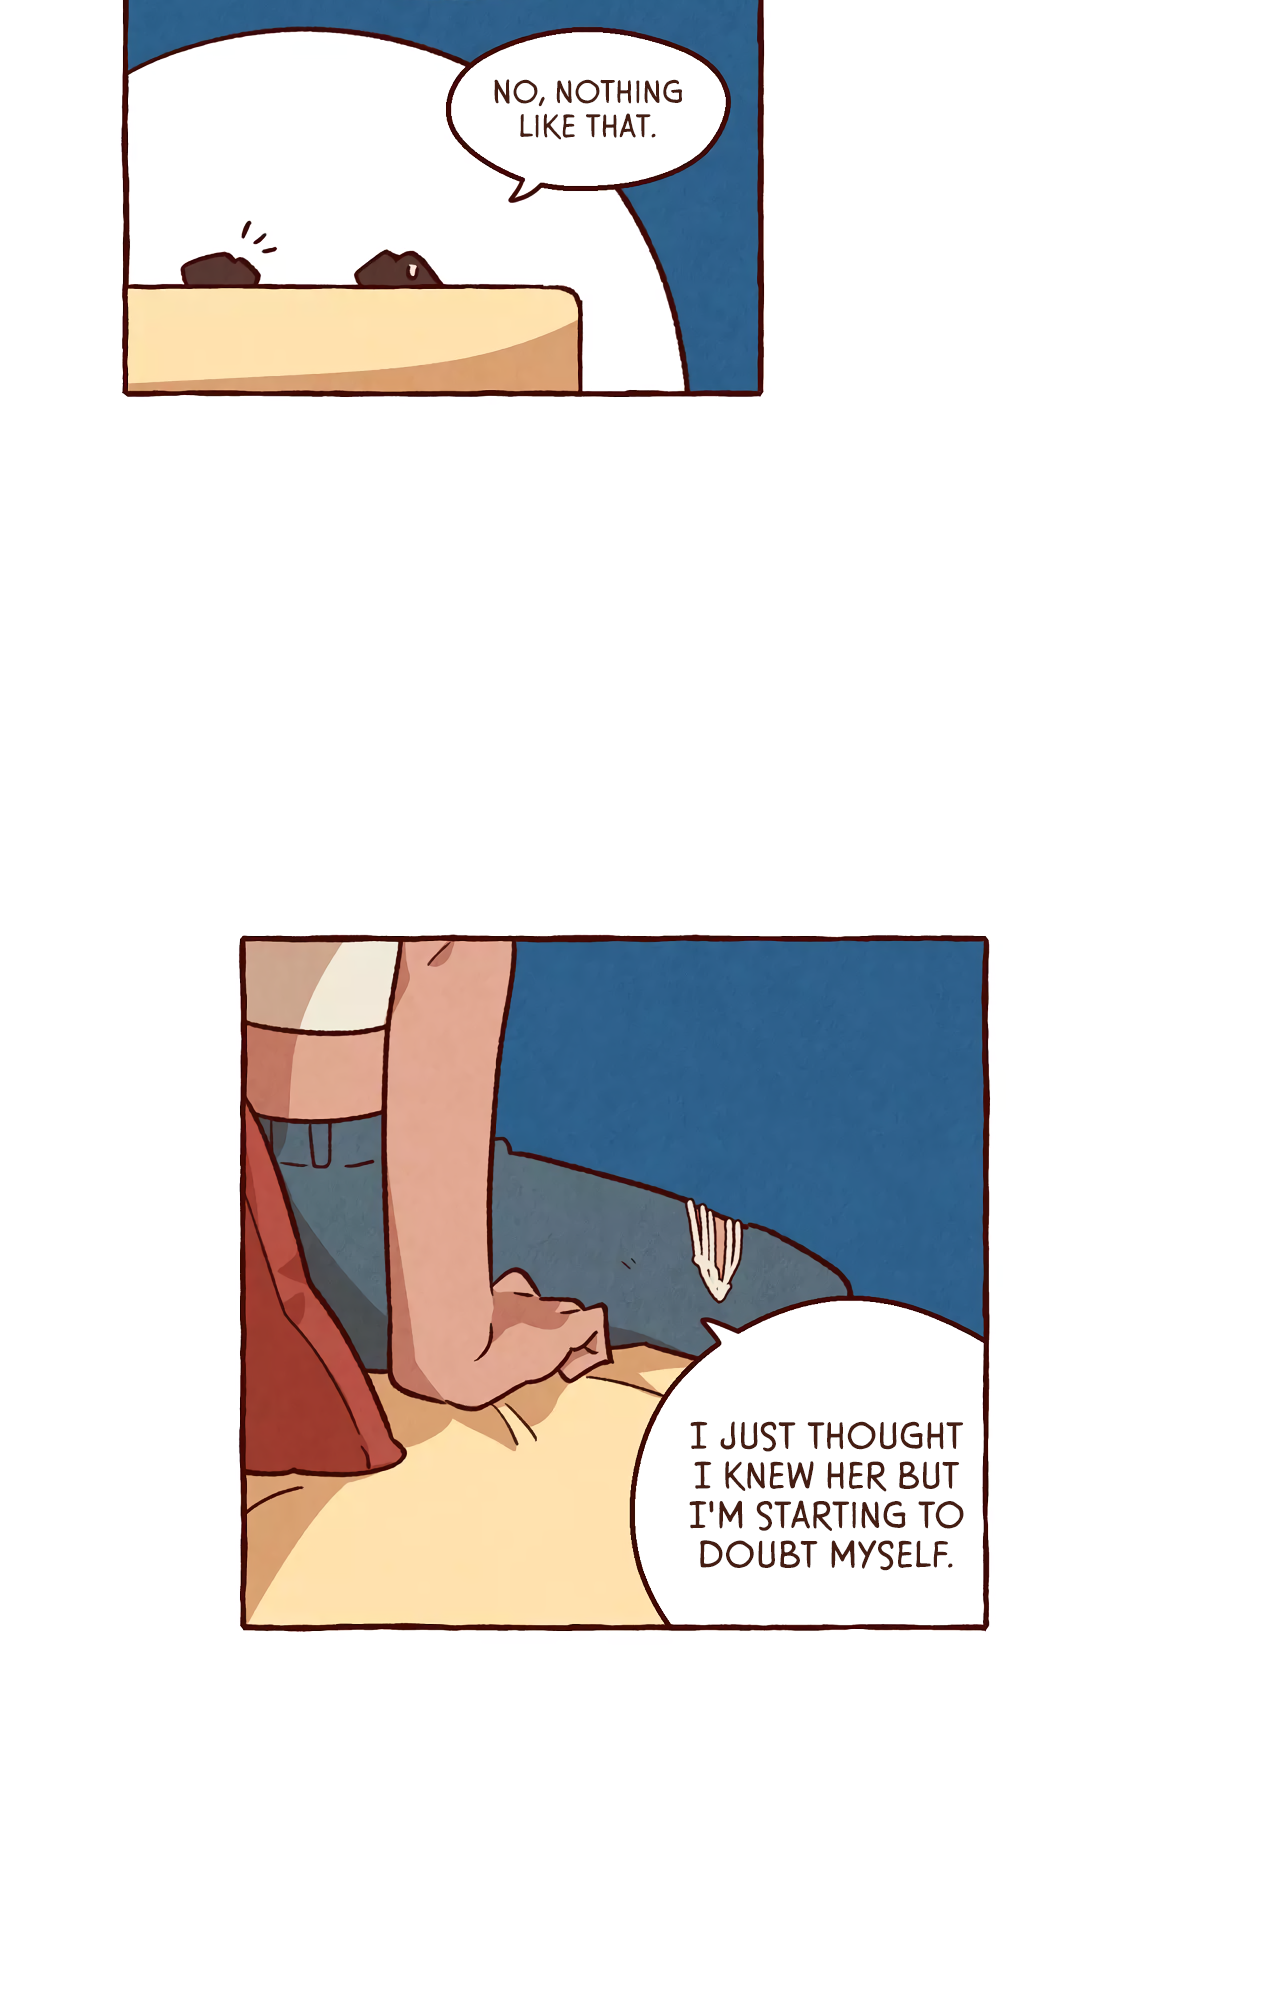 NO, NOTHING
LIKE THAT.
I JUST THOUGHT
I KNEW HER BUT
I'M STARTING TO
DOUBT MYSELF.